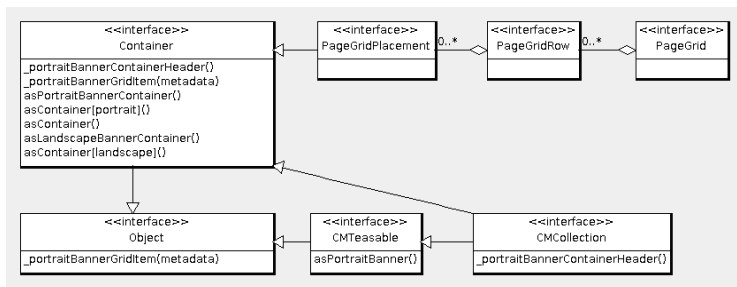 <<interface>>
Container
_portraitBannerContainerHeader()
_portraitBannerGridItem(metadata)
asPortraitBannerContainer()
asContainer[portrait]()
asContainer()
asLandscapeBannerContainer()
asContainer[landscape]()
<<interface>>
PageGridPlacement
0..*
<<interface>>
PageGridRow
0..*
<<interface>>
PageGrid
<<interface>>
Object
_portraitBannerGridItem(metadata)
<<interface>>
CMTeasable
asPortraitBanner()
<<interface>>
CMCollection
_portraitBannerContainerHeader()